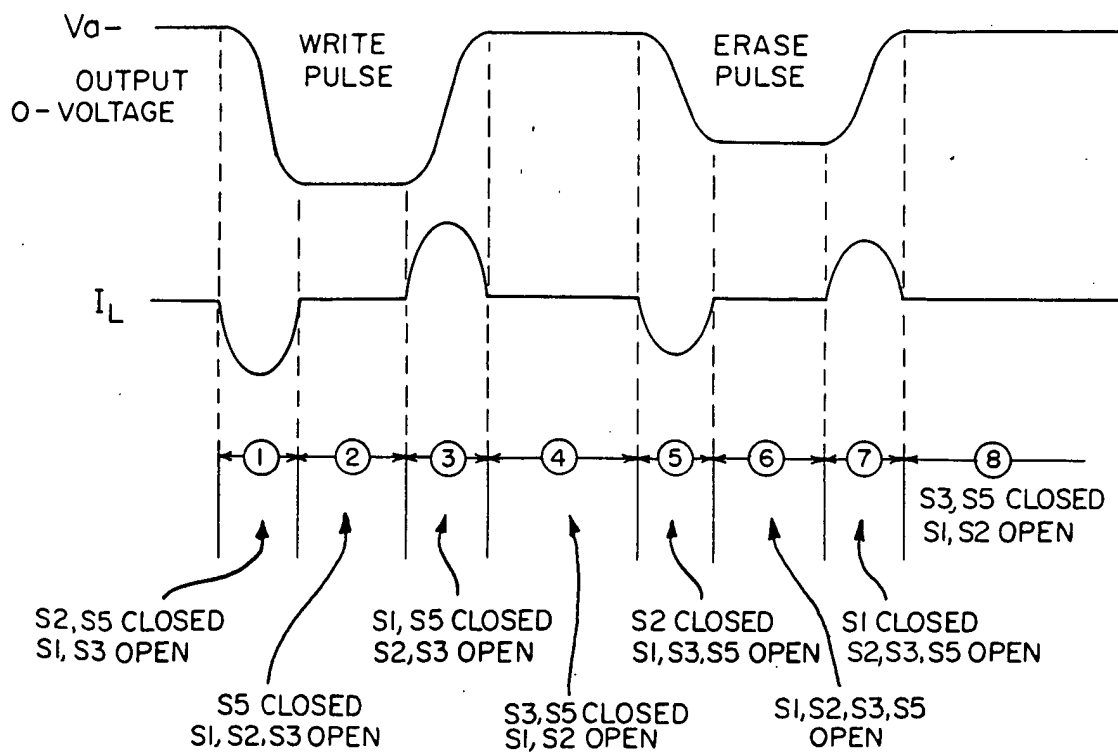 Va-
WRITE
PULSE
ERASE
PULSE
OUTPUT
O-VOLTAGE
IL
1
2
3
4
5
6
7
8
S3, S5 CLOSED
S1, S2 OPEN
S2, S5 CLOSED
S1, S3 OPEN
S1, S5 CLOSED
S2, S3 OPEN
S2 CLOSED
S1, S3, S5 OPEN
S1 CLOSED
S2, S3, S5 OPEN
S5 CLOSED
S1, S2, S3 OPEN
S3, S5 CLOSED
S1, S2 OPEN
S1, S2, S3, S5
OPEN